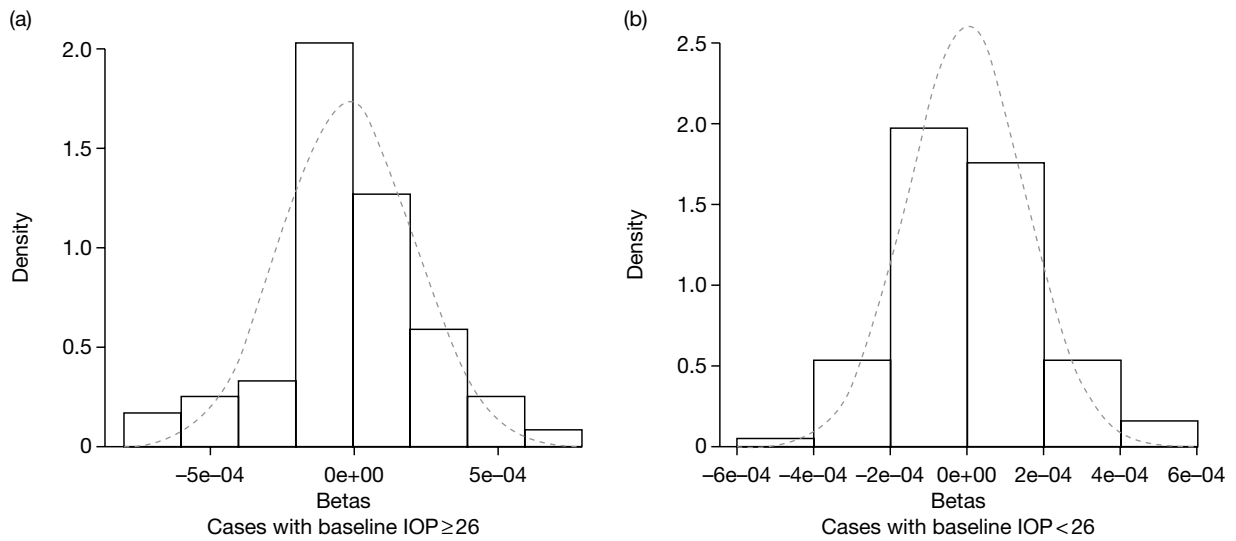 (a)
2.0
1.5
1.0
0.5
0
Density
−5e−04 0e+00 5e−04
Betas
Cases with baseline IOP≥26
(b)
2.5
2.0
1.5
1.0
0.5
0
Density
−6e−04 −4e−04 −2e−04 0e+00 2e−04 4e−04 6e−04
Betas
Cases with baseline IOP<26